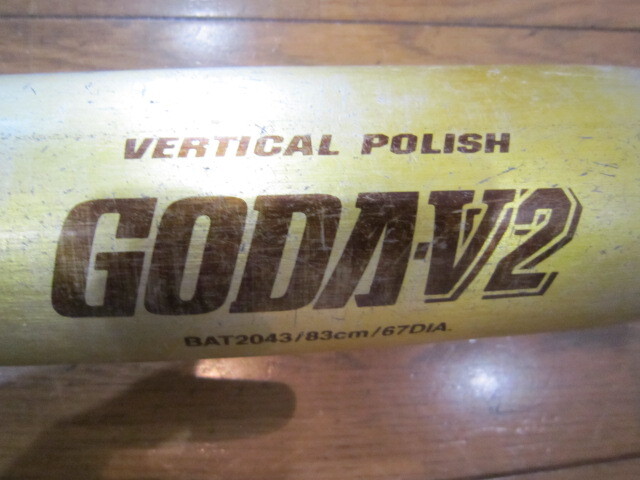 VERTICAL POLISH
GODA-V2
BAT2043/83cm/67DIA.